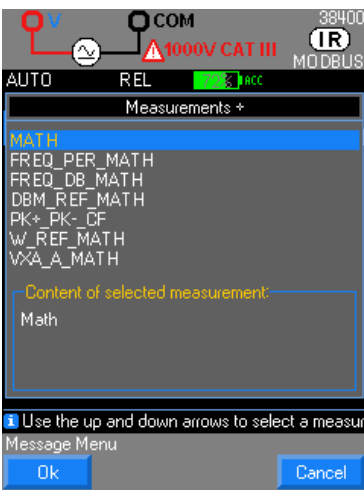 V COM 38400
1000V CAT III (IR)
MODBUS
AUTO REL ACC
Measurements +
MATH
FREQ_PER_MATH
FREQ_DB_MATH
DBM_REF_MATH
PK+_PK-_CF
W_REF_MATH
VXA_A_MATH
Content of selected measurement:
Math
Use the up and down arrows to select a measur
Message Menu
Ok Cancel